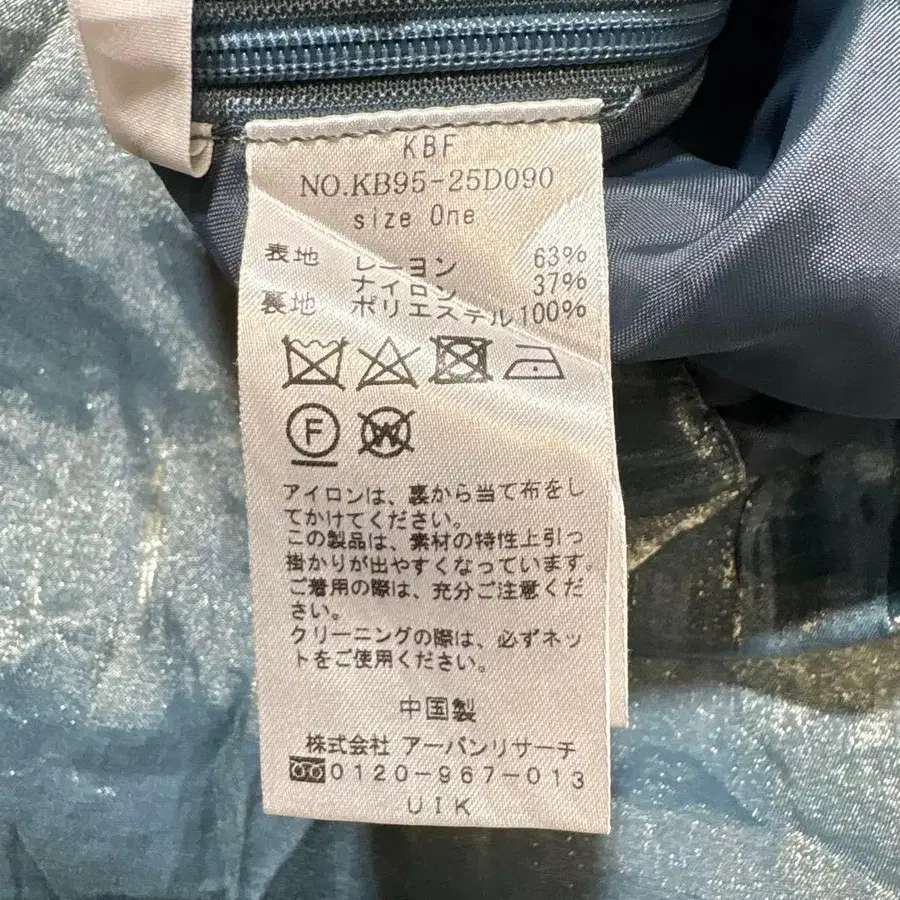 KBF
NO.KB95-25D090
size One
表地 レーヨン 63%
ナイロン 37%
裏地 ポリエステル 100%
F W
アイロンは、裏から当て布をし
てかけてください。
この製品は、素材の特性上引っ
掛かりが出やすくなっています。
ご着用の際は、充分ご注意くだ
さい。
クリーニングの際は、必ずネッ
トをご使用ください。
中国製
株式会社 アーバンリサーチ
0120-967-013
UIK